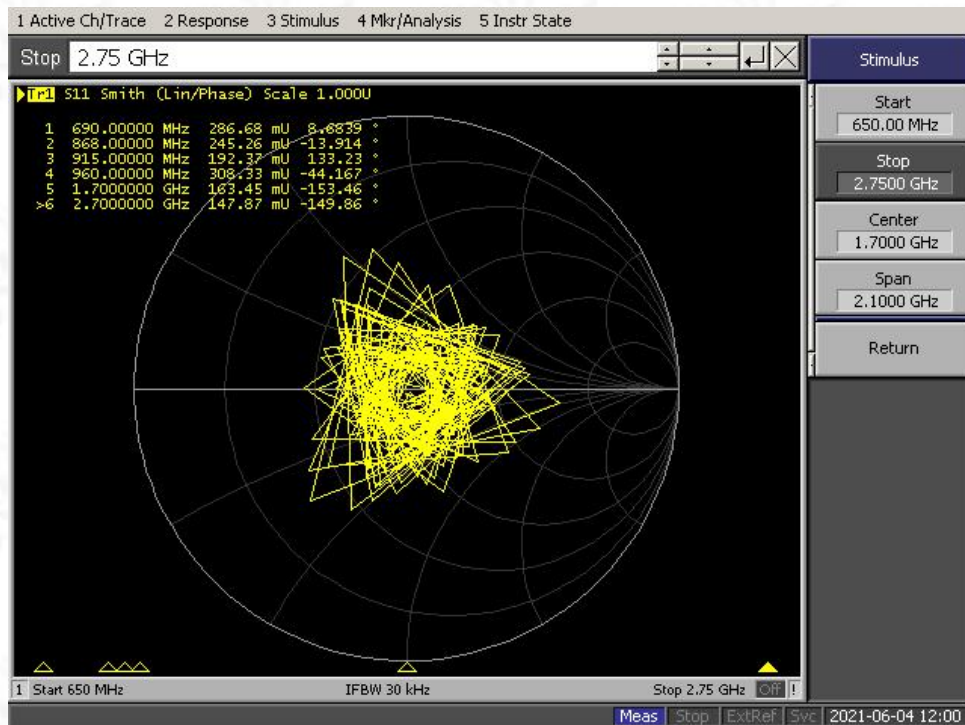 1 Active Ch/Trace 2 Response 3 Stimulus 4 Mkr/Analysis 5 Instr State
Stop 2.75 GHz
Tr1 S11 Smith (Lin/Phase) Scale 1.000U
1 690.00000 MHz 286.68 mU 8.6839 °
2 868.00000 MHz 245.26 mU -13.914 °
3 915.00000 MHz 192.37 mU 133.23 °
4 960.00000 MHz 308.33 mU -44.167 °
5 1.7000000 GHz 163.45 mU -153.46 °
>6 2.7000000 GHz 147.87 mU -149.86 °
Stimulus
Start
650.00 MHz
Stop
2.7500 GHz
Center
1.7000 GHz
Span
2.1000 GHz
Return
1 Start 650 MHz IFBW 30 kHz Stop 2.75 GHz Off !
Meas Stop ExtRef Svc 2021-06-04 12:00